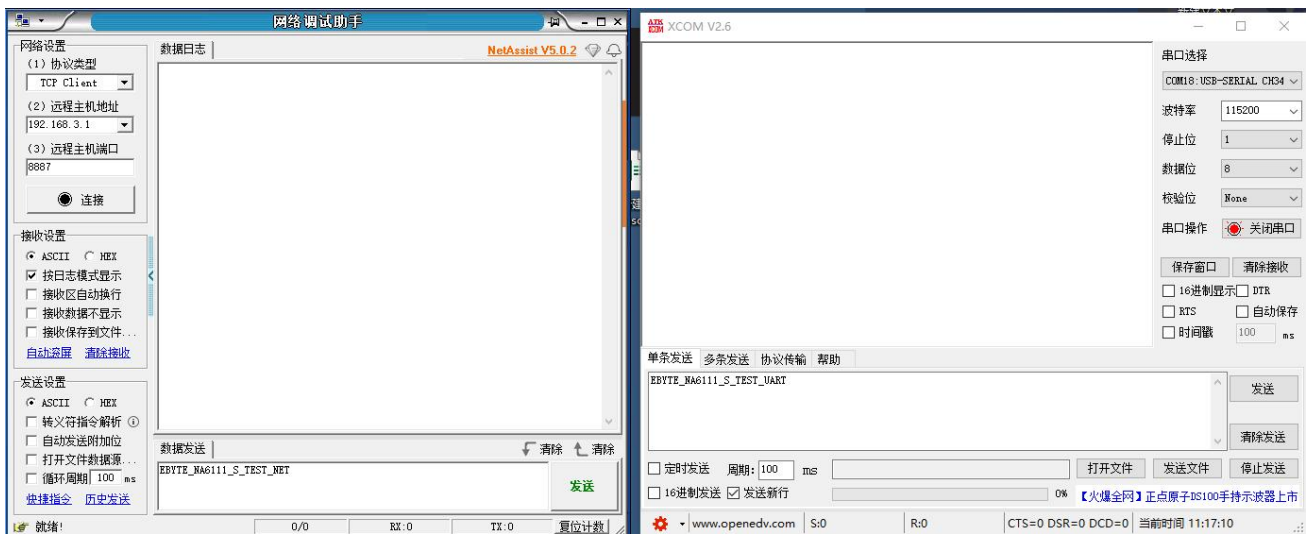 网络调试助手
网络设置
(1) 协议类型
TCP Client
(2) 远程主机地址
192.168.3.1
(3) 远程主机端口
8887
连接
接收设置
ASCII HEX
按日志模式显示
接收区自动换行
接收数据不显示
接收保存到文件...
自动滚屏 清除接收
发送设置
ASCII HEX
转义符指令解析
自动发送附加位
打开文件数据源...
循环周期 100 ms
快捷指令 历史发送
数据日志
NetAssist V5.0.2
数据发送
清除 清除
EBYTE_NA6111_S_TEST_NET
发送
就绪! 0/0 RX:0 TX:0 复位计数
ATK
COM
XCOM V2.6
串口选择
COM18:USB-SERIAL CH34
波特率 115200
停止位 1
数据位 8
校验位 None
串口操作 关闭串口
保存窗口 清除接收
16进制显示 DTR
RTS 自动保存
时间戳 100 ms
单条发送 多条发送 协议传输 帮助
EBYTE_NA6111_S_TEST_UART
发送
清除发送
定时发送 周期: 100 ms 打开文件 发送文件 停止发送
16进制发送 发送新行 0% 【火爆全网】正点原子DS100手持示波器上市
www.openedv.com S:0 R:0 CTS=0 DSR=0 DCD=0 当前时间 11:17:10